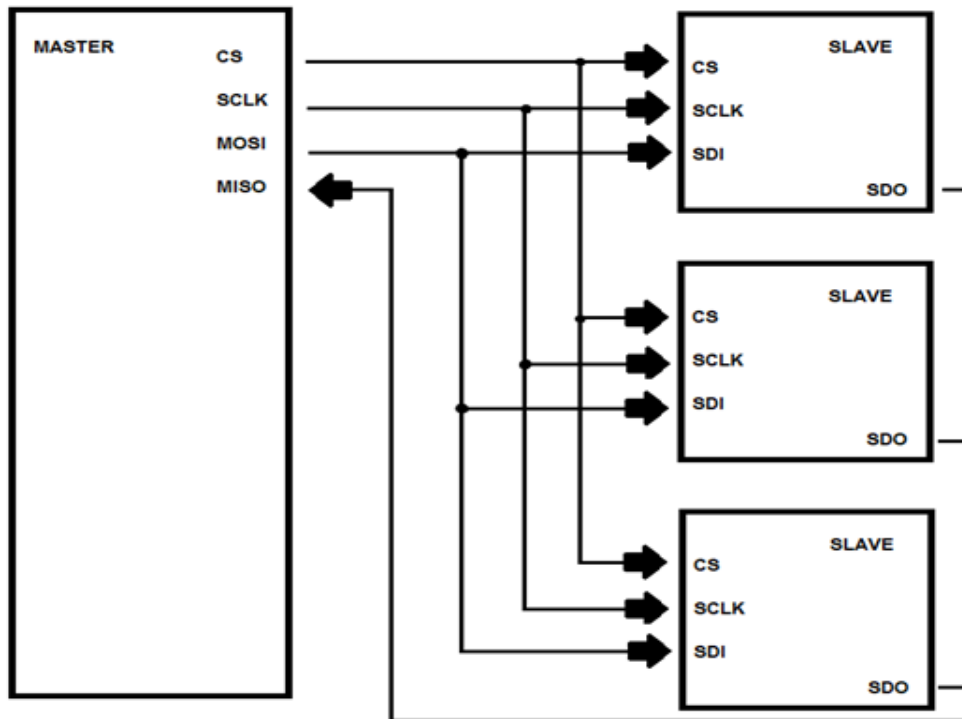 MASTER
CS
SCLK
MOSI
MISO
SLAVE
CS
SCLK
SDI
SDO
SLAVE
CS
SCLK
SDI
SDO
SLAVE
CS
SCLK
SDI
SDO